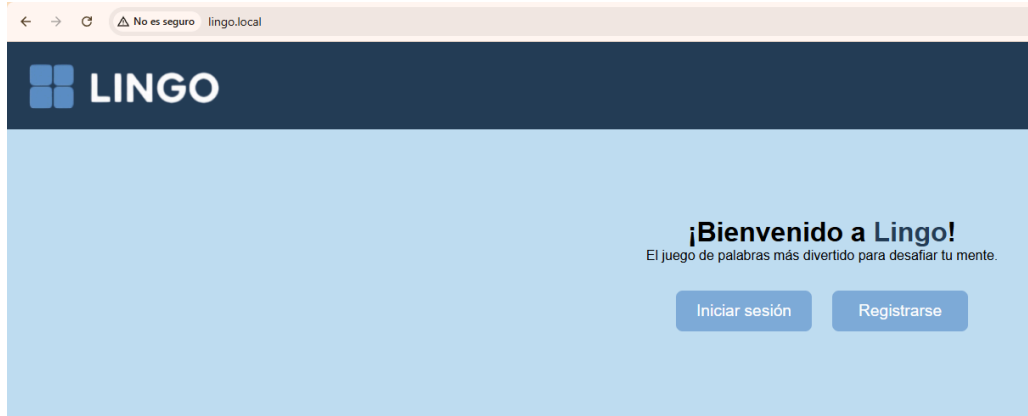 No es seguro lingo.local
LINGO
¡Bienvenido a Lingo!
El juego de palabras más divertido para desafiar tu mente.
Iniciar sesión Registrarse